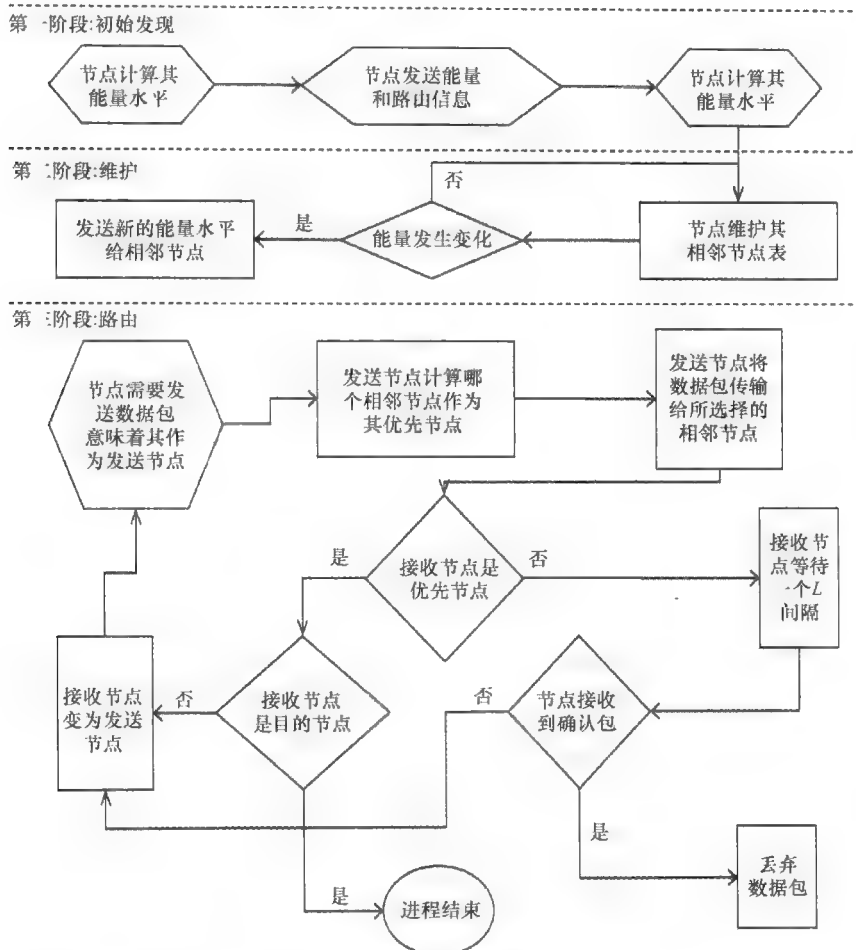 第一阶段:初始发现
节点计算其
能量水平
节点发送能量
和路由信息
节点计算其
能量水平
第二阶段:维护
否
发送新的能量水平
给相邻节点
是
能量发生变化
节点维护其
相邻节点表
第三阶段:路由
节点需要发
送数据包
意味着其作
为发送节点
发送节点计算哪
个相邻节点作为
其优先节点
发送节点将
数据包传输
给所选择的
相邻节点
是
接收节点是
优先节点
否
接收节
点等待
一个L
间隔
接收节点
变为发送
节点
否
接收节点
是目的节点
否
节点接收
到确认包
是
丢弃
数据包
是
进程结束